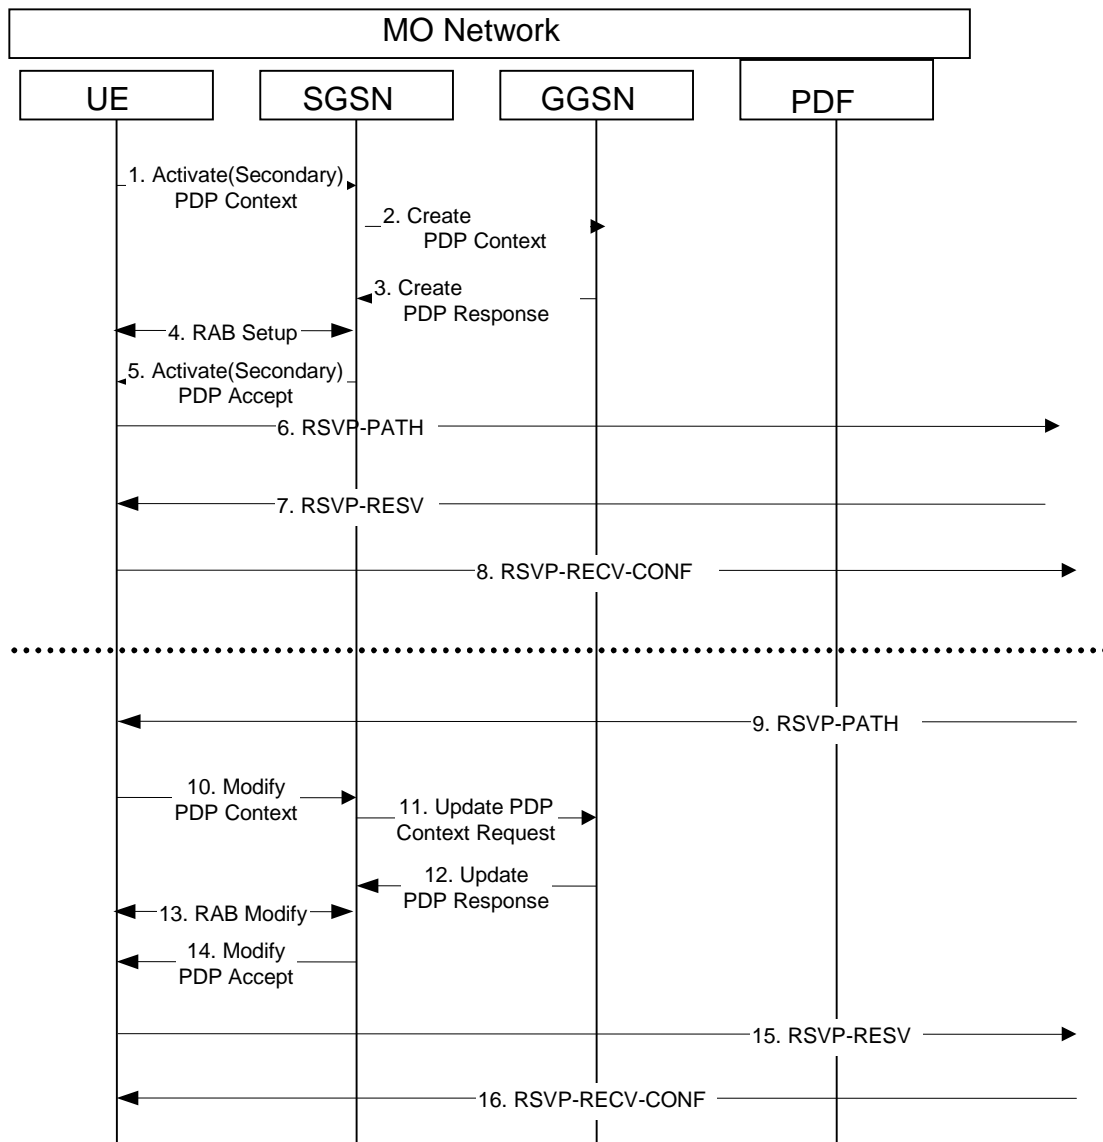 MO Network
UE
SGSN
GGSN
PDF
1. Activate(Secondary)
PDP Context
2. Create
PDP Context
3. Create
PDP Response
4. RAB Setup
5. Activate(Secondary)
PDP Accept
6. RSVP-PATH
7. RSVP-RESV
8. RSVP-RECV-CONF
9. RSVP-PATH
10. Modify
PDP Context
11. Update PDP
Context Request
12. Update
PDP Response
13. RAB Modify
14. Modify
PDP Accept
15. RSVP-RESV
16. RSVP-RECV-CONF